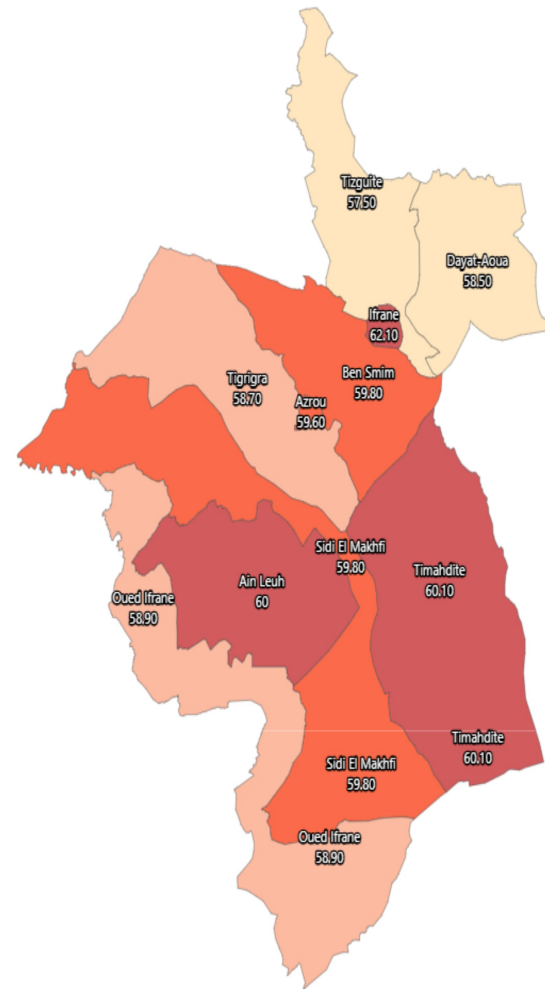 Tizguite
57.50
Dayat-Aoua
58.50
Ifrane
62.10
Ben Smim
59.80
Tigrigra
58.70
Azrou
59.60
Sidi El Makhfi
59.80
Timahdite
60.10
Ain Leuh
60
Oued Ifrane
58.90
Timahdite
60.10
Sidi El Makhfi
59.80
Oued Ifrane
58.90